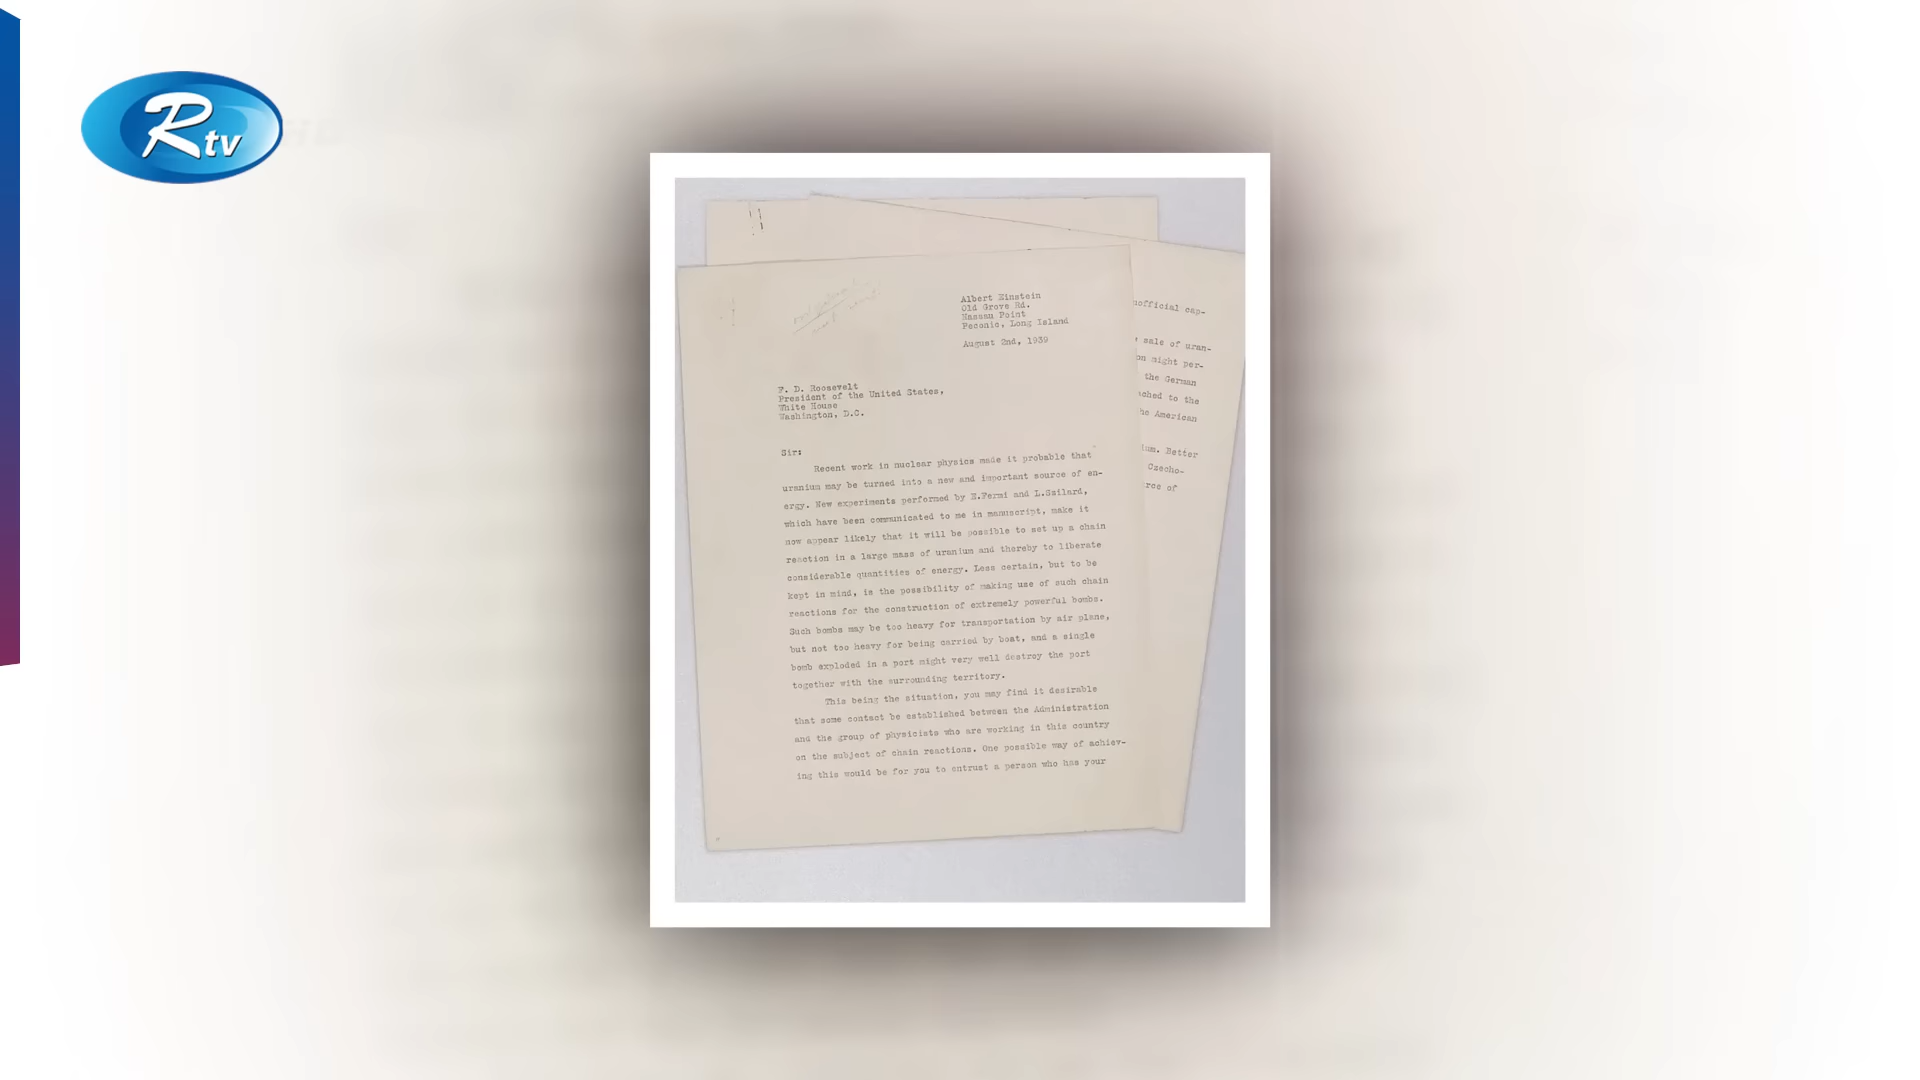 Rtv
Albert Einstein
Old Grove Rd.
Nassau Point
Peconic, Long Island
August 2nd, 1939
F. D. Roosevelt
President of the United States,
White House
Washington, D.C.
Sir:
Recent work in nuclear physics made it probable that
uranium may be turned into a new and important source of en-
ergy. New experiments performed by E.Fermi and L.Szilard,
which have been communicated to me in manuscript, make it
now appear likely that it will be possible to set up a chain
reaction in a large mass of uranium and thereby to liberate
considerable quantities of energy. Less certain, but to be
kept in mind, is the possibility of making use of such chain
reactions for the construction of extremely powerful bombs.
Such bombs may be too heavy for transportation by air plane,
but not too heavy for being carried by boat, and a single
bomb exploded in a port might very well destroy the port
together with the surrounding territory.
This being the situation, you may find it desirable
that some contact be established between the Administration
and the group of physicists who are working in this country
on the subject of chain reactions. One possible way of achiev-
ing this would be for you to entrust a person who has your
unofficial cap-
sale of uran-
on might per-
the German
ached to the
he American
ium. Better
Czecho-
rce of